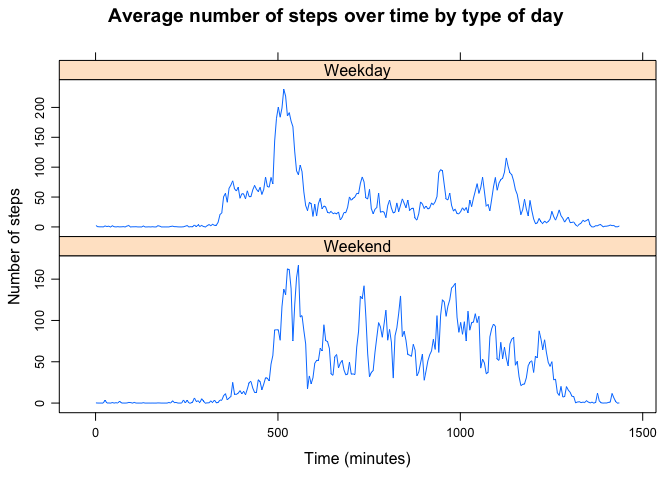 Average number of steps over time by type of day
Weekday
200
150
100
50
0
Number of steps
Weekend
150
100
50
0
0 500 1000 1500
Time (minutes)